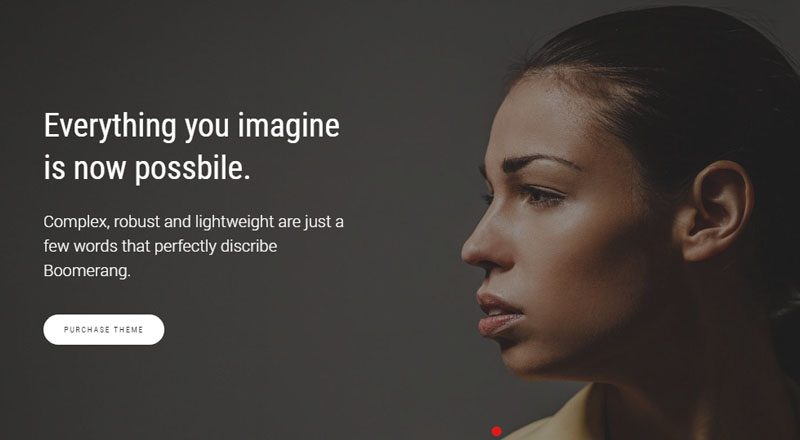 Everything you imagine
is now possbile.
Complex, robust and lightweight are just a
few words that perfectly discribe
Boomerang.
PURCHASE THEME